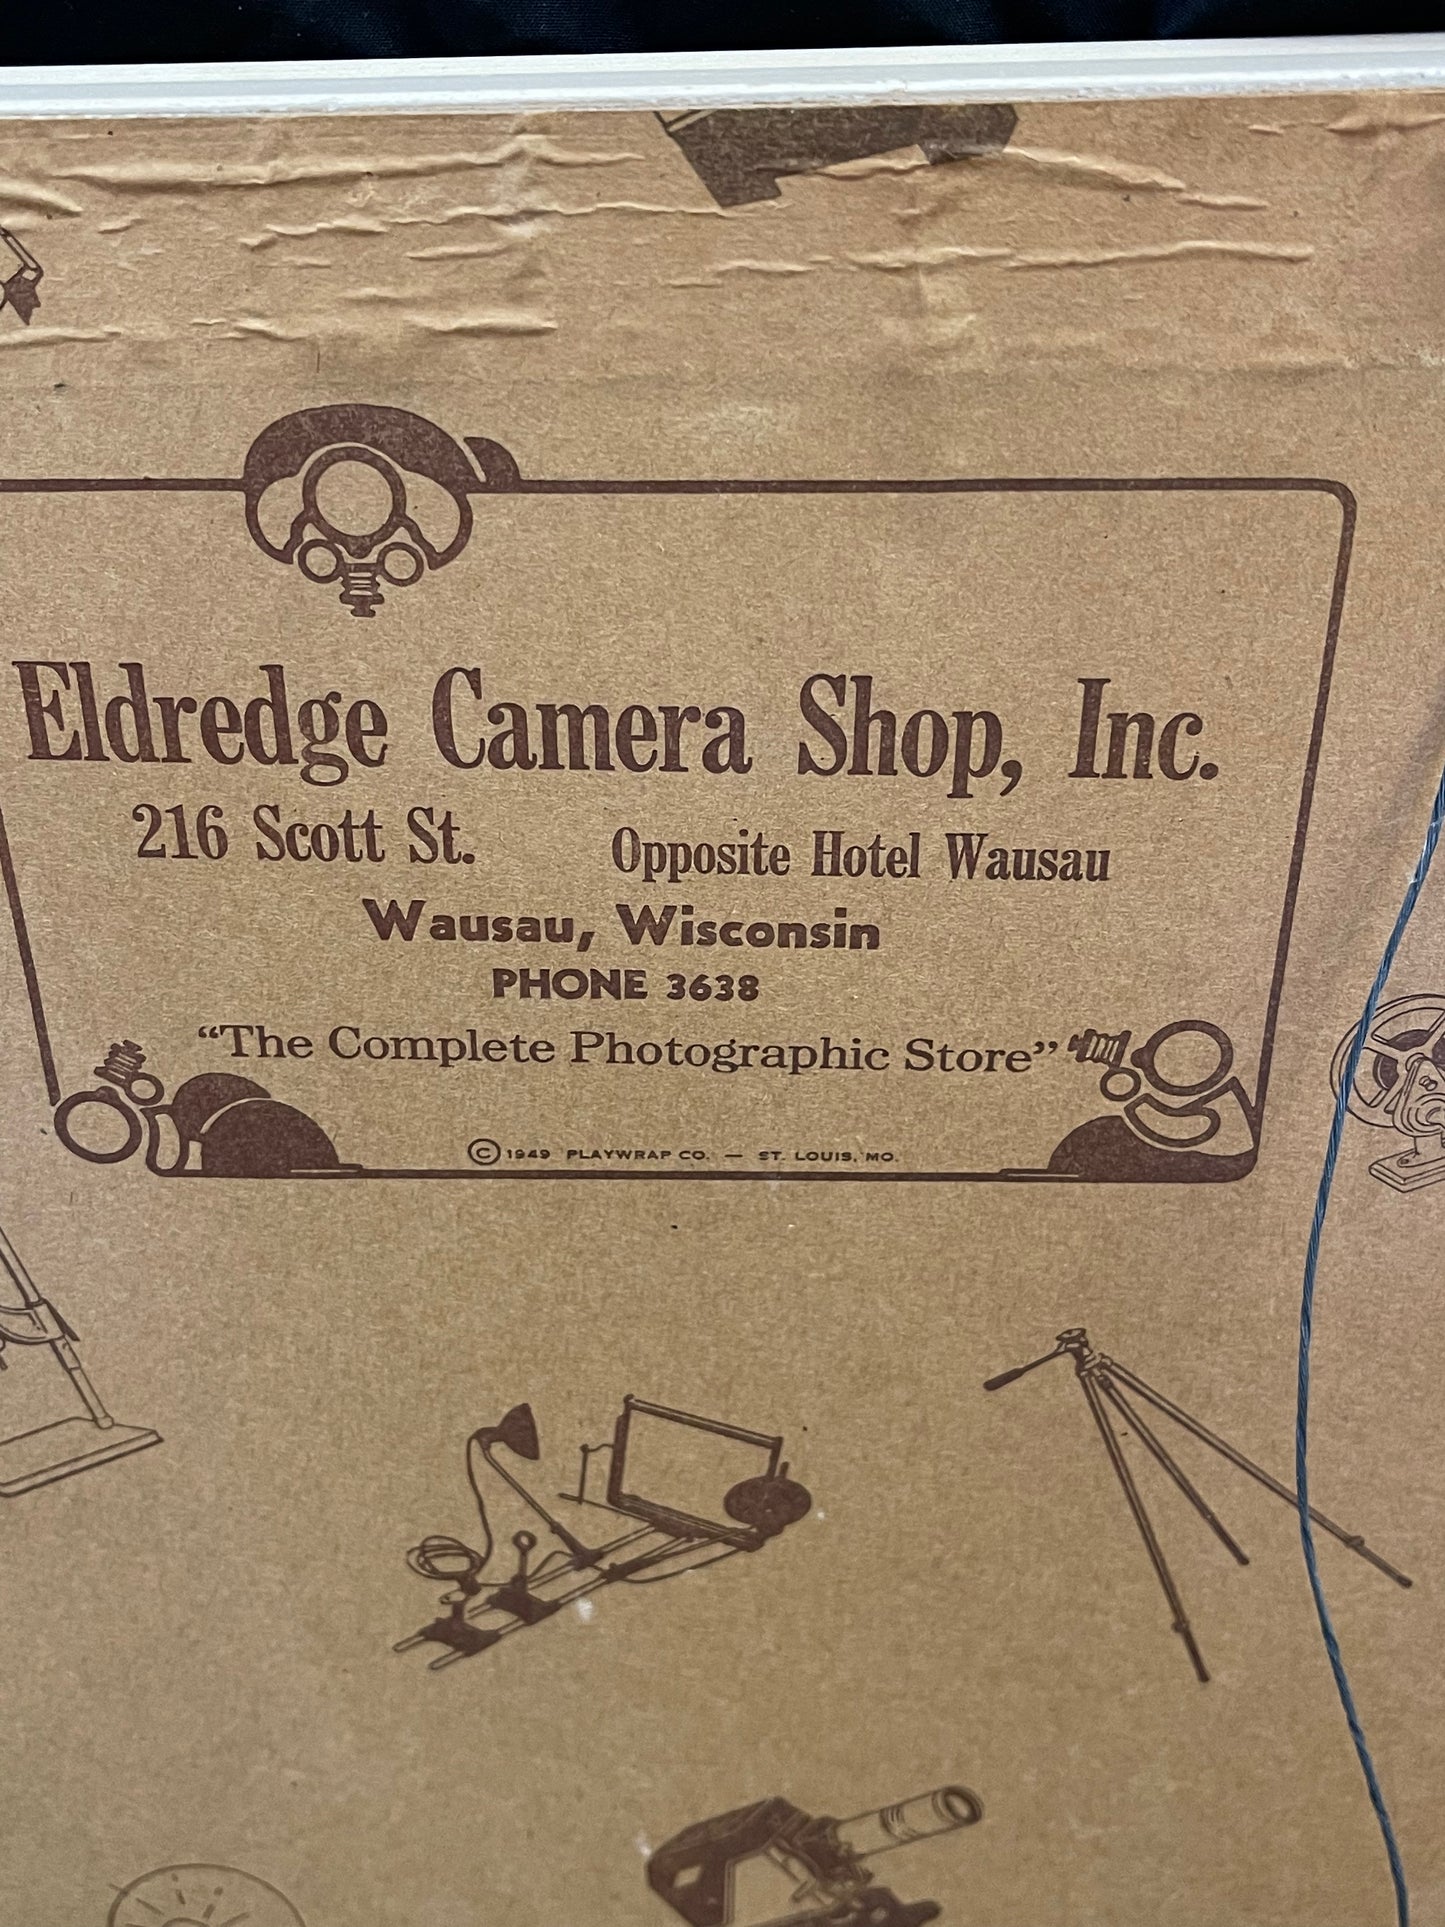 Eldredge Camera Shop, Inc.
216 Scott St. Opposite Hotel Wausau
Wausau, Wisconsin
PHONE 3638
“The Complete Photographic Store”
© 1949 PLAYWRAP CO. — ST. LOUIS, MO.